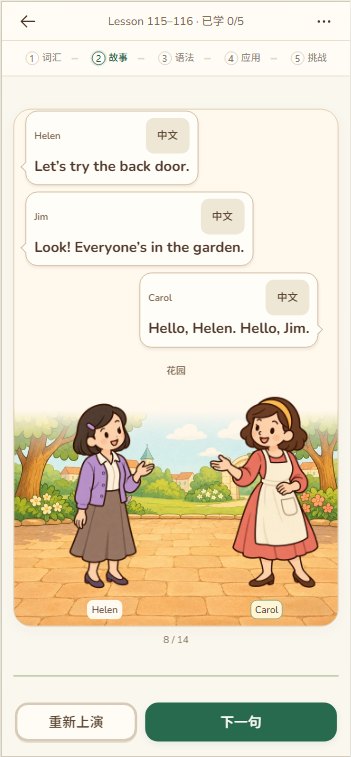 Lesson 115–116 · 已学 0/5
1 词汇 – 2 故事 – 3 语法 – 4 应用 – 5 挑战
Helen 中文
Let's try the back door.
Jim 中文
Look! Everyone's in the garden.
Carol 中文
Hello, Helen. Hello, Jim.
花园
Helen Carol
8 / 14
重新上演 下一句